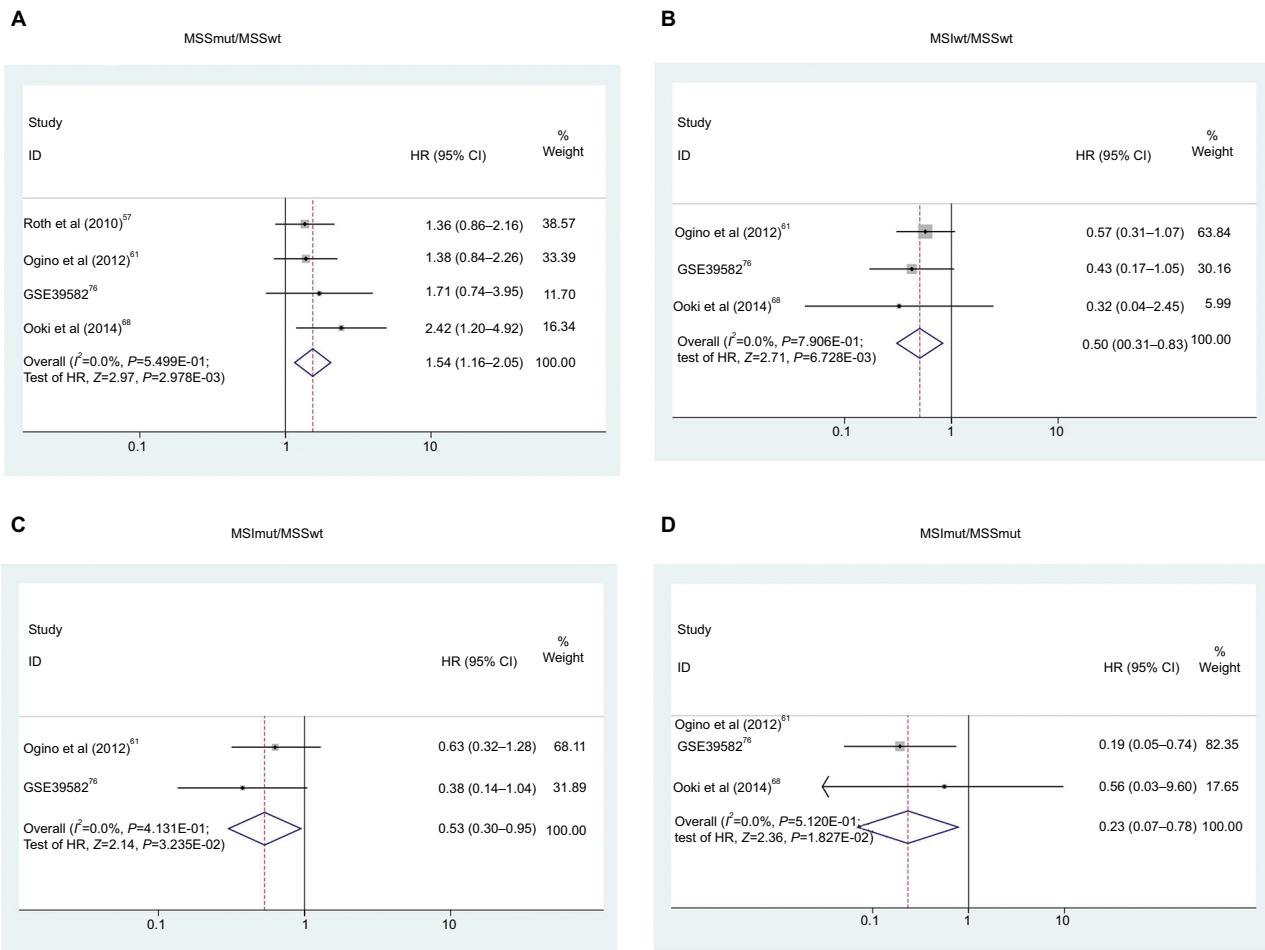 A
MSSmut/MSSwt
Study
ID
HR (95% CI)
%
Weight
Roth et al (2010)57 1.36 (0.86–2.16) 38.57
Ogino et al (2012)61 1.38 (0.84–2.26) 33.39
GSE3958276 1.71 (0.74–3.95) 11.70
Ooki et al (2014)68 2.42 (1.20–4.92) 16.34
Overall (I2=0.0%, P=5.499E-01; 1.54 (1.16–2.05) 100.00
Test of HR, Z=2.97, P=2.978E-03)
0.1 1 10
B
MSIwt/MSSwt
Study
ID
HR (95% CI)
%
Weight
Ogino et al (2012)61 0.57 (0.31–1.07) 63.84
GSE3958276 0.43 (0.17–1.05) 30.16
Ooki et al (2014)68 0.32 (0.04–2.45) 5.99
Overall (I2=0.0%, P=7.906E-01; 0.50 (00.31–0.83) 100.00
test of HR, Z=2.71, P=6.728E-03)
0.1 1 10
C
MSImut/MSSwt
Study
ID
HR (95% CI)
%
Weight
Ogino et al (2012)61 0.63 (0.32–1.28) 68.11
GSE3958276 0.38 (0.14–1.04) 31.89
Overall (I2=0.0%, P=4.131E-01; 0.53 (0.30–0.95) 100.00
Test of HR, Z=2.14, P=3.235E-02)
0.1 1 10
D
MSImut/MSSmut
Study
ID
HR (95% CI)
%
Weight
Ogino et al (2012)61
GSE3958276 0.19 (0.05–0.74) 82.35
Ooki et al (2014)68 0.56 (0.03–9.60) 17.65
Overall (I2=0.0%, P=5.120E-01; 0.23 (0.07–0.78) 100.00
test of HR, Z=2.36, P=1.827E-02)
0.1 1 10